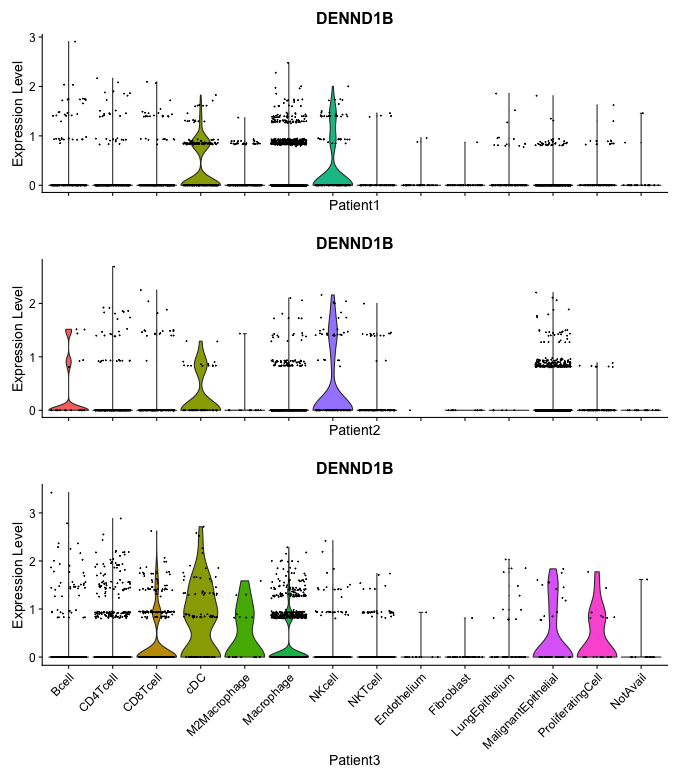 DENND1B
3
2
1
0
Expression Level
Patient1
DENND1B
2
1
0
Expression Level
Patient2
DENND1B
3
2
1
0
Expression Level
Bcell
CD4Tcell
CD8Tcell
cDC
M2Macrophage
Macrophage
NKcell
NKTcell
Endothelium
Fibroblast
LungEpithelium
MalignantEpithelial
ProliferatingCell
NotAvail
Patient3